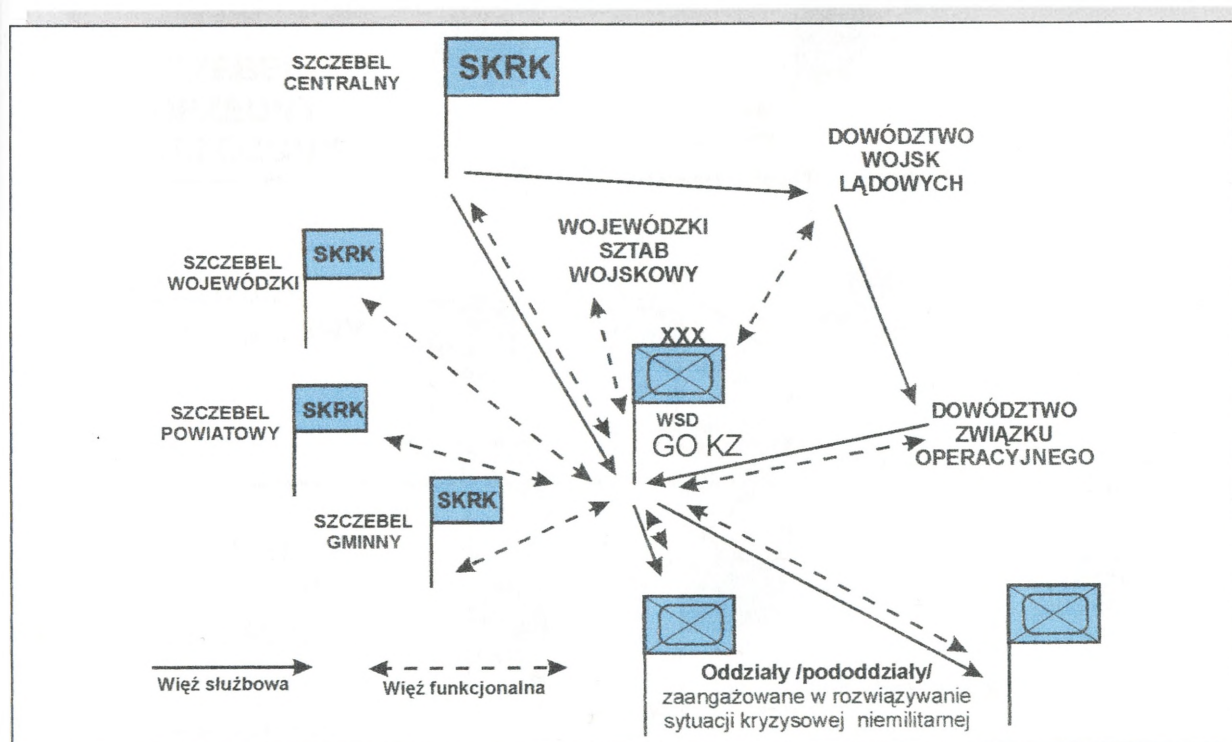 SZCZEBEL
CENTRALNY
SKRK
DOWÓDZTWO
WOJSK
LĄDOWYCH
WOJEWÓDZKI
SZTAB
WOJSKOWY
SZCZEBEL
WOJEWÓDZKI
SKRK
XXX
WSD
GO KZ
SZCZEBEL
POWIATOWY
SKRK
DOWÓDZTWO
ZWIĄZKU
OPERACYJNEGO
SZCZEBEL
GMINNY
SKRK
Więź służbowa
Więź funkcjonalna
Oddziały /pododdziały/
zaangażowane w rozwiązywanie
sytuacji kryzysowej niemilitarnej